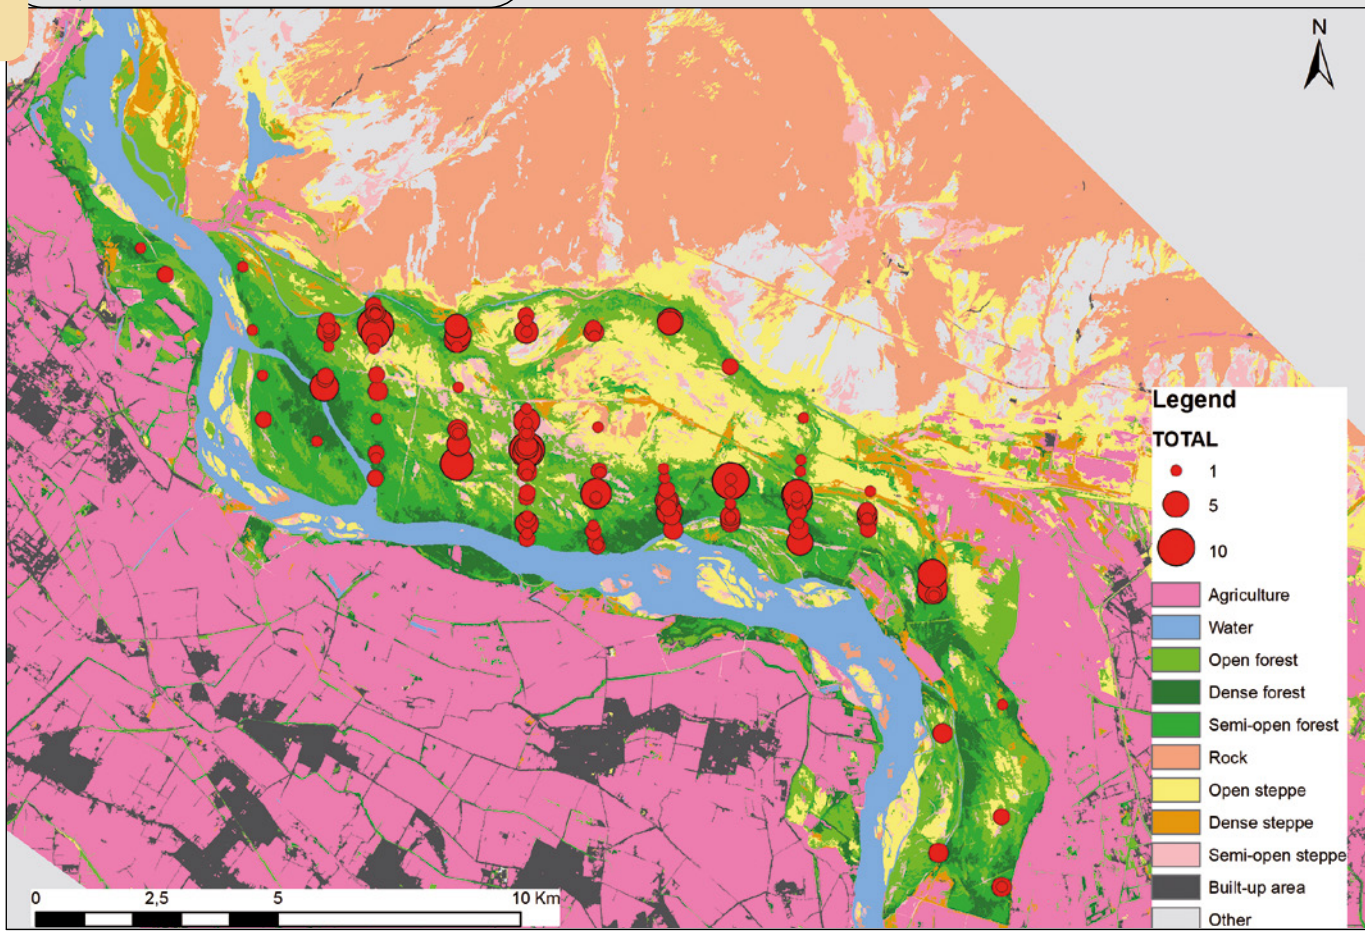 N
Legend
TOTAL
1
5
10
Agriculture
Water
Open forest
Dense forest
Semi-open forest
Rock
Open steppe
Dense steppe
Semi-open steppe
Built-up area
Other
0 2,5 5 10 Km